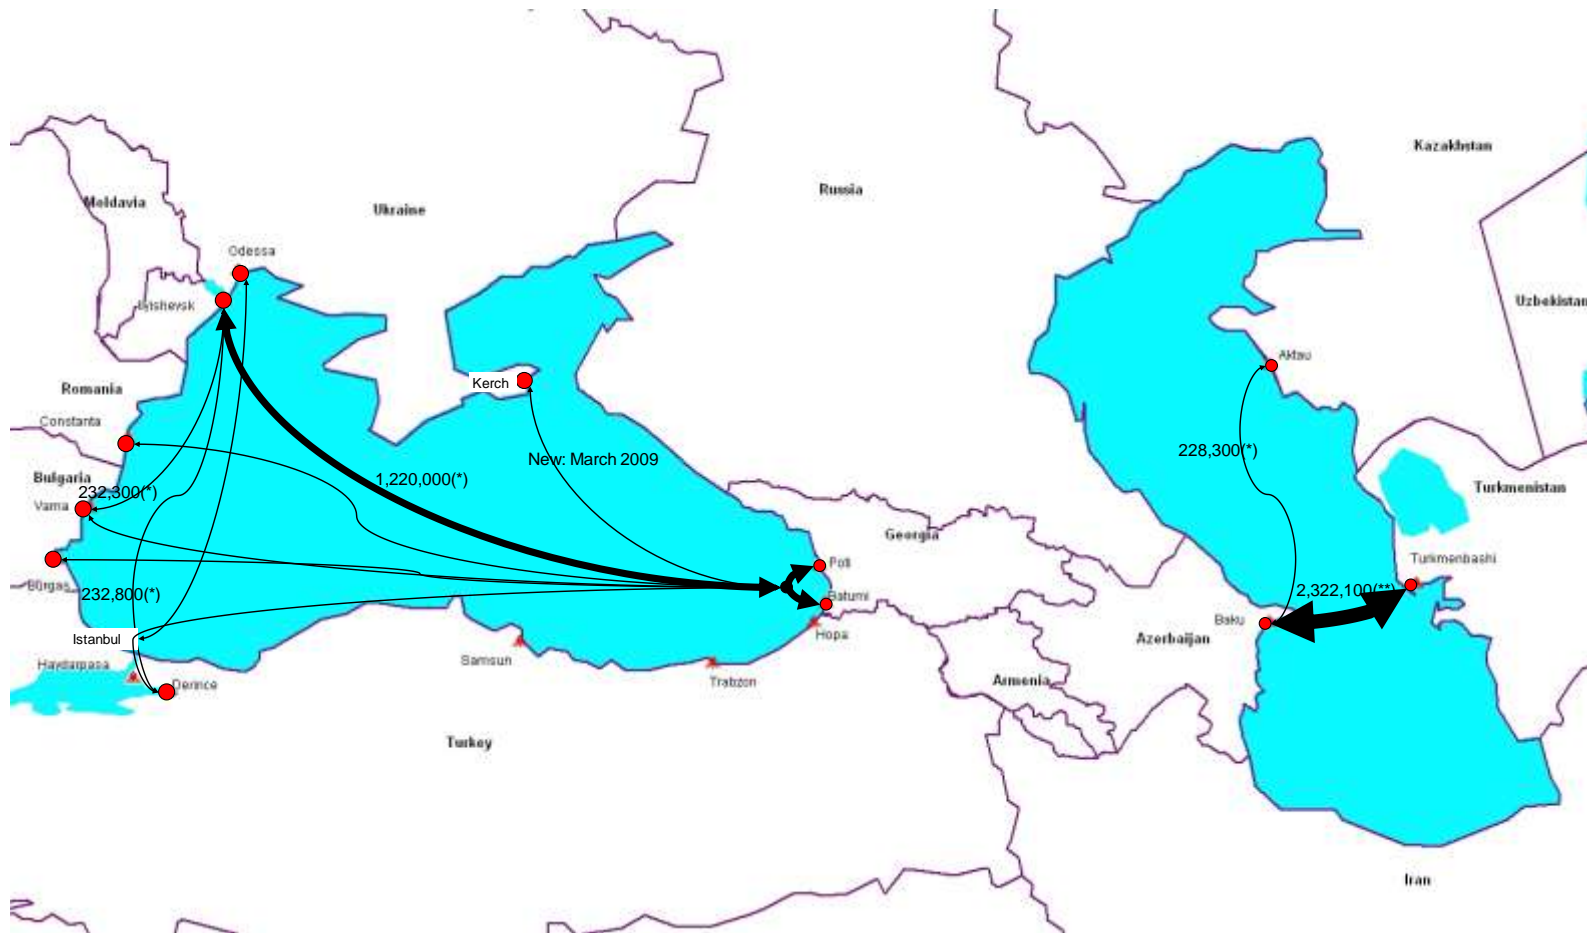 Kazakhstan
Russia
Moldavia
Ukraine
Odessa
Uzbekistan
Aktau
Kerch
Romania
Constanta
228,300(*)
New: March 2009
Bulgaria
1,220,000(*)
232,300(*)
Turkmenistan
Varna
Georgia
Turkmenbashi
Poti
Burgas
232,800(*)
2,322,100(**)
Batumi
Baku
Hopa
Istanbul
Azerbaijan
Haydarpasa
Samsun
Trabzon
Armenia
Derince
Turkey
Iran